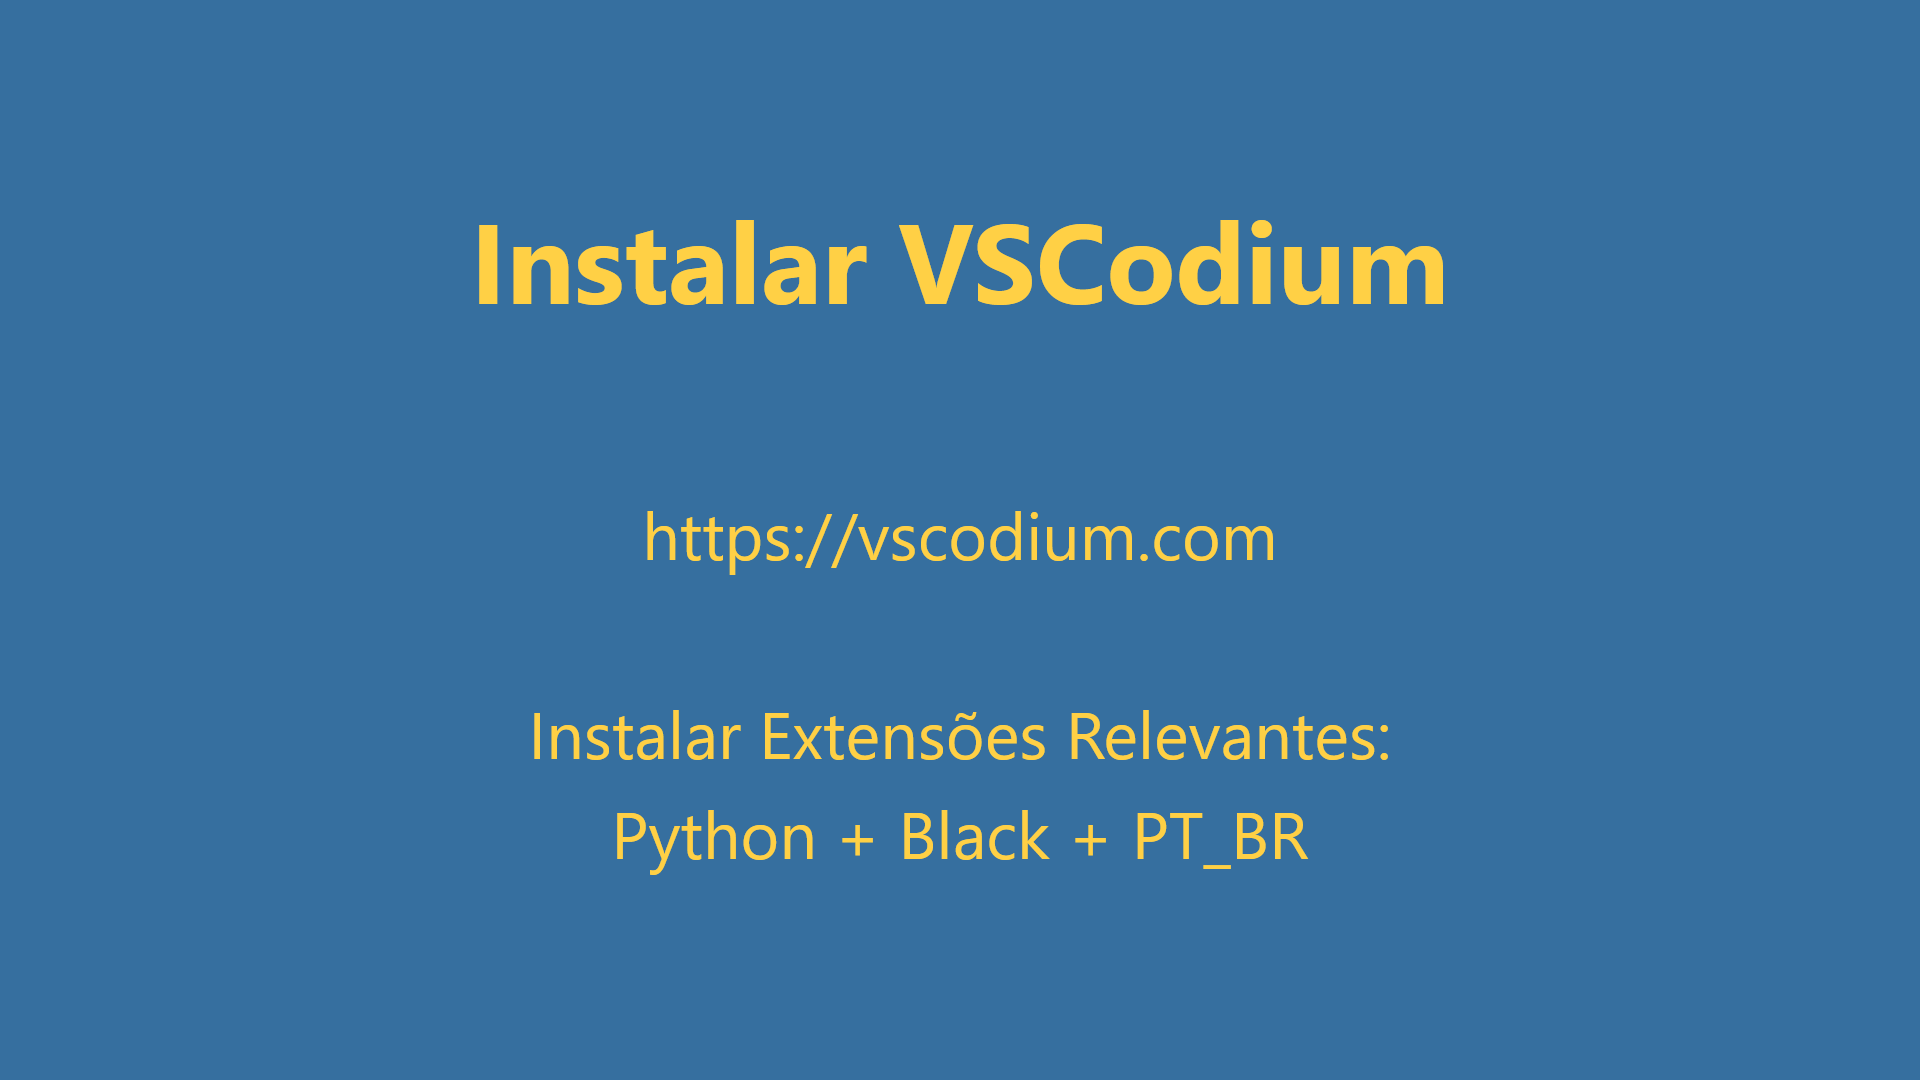 Instalar VSCodium
https://vscodium.com
Instalar Extensões Relevantes:
Python + Black + PT_BR